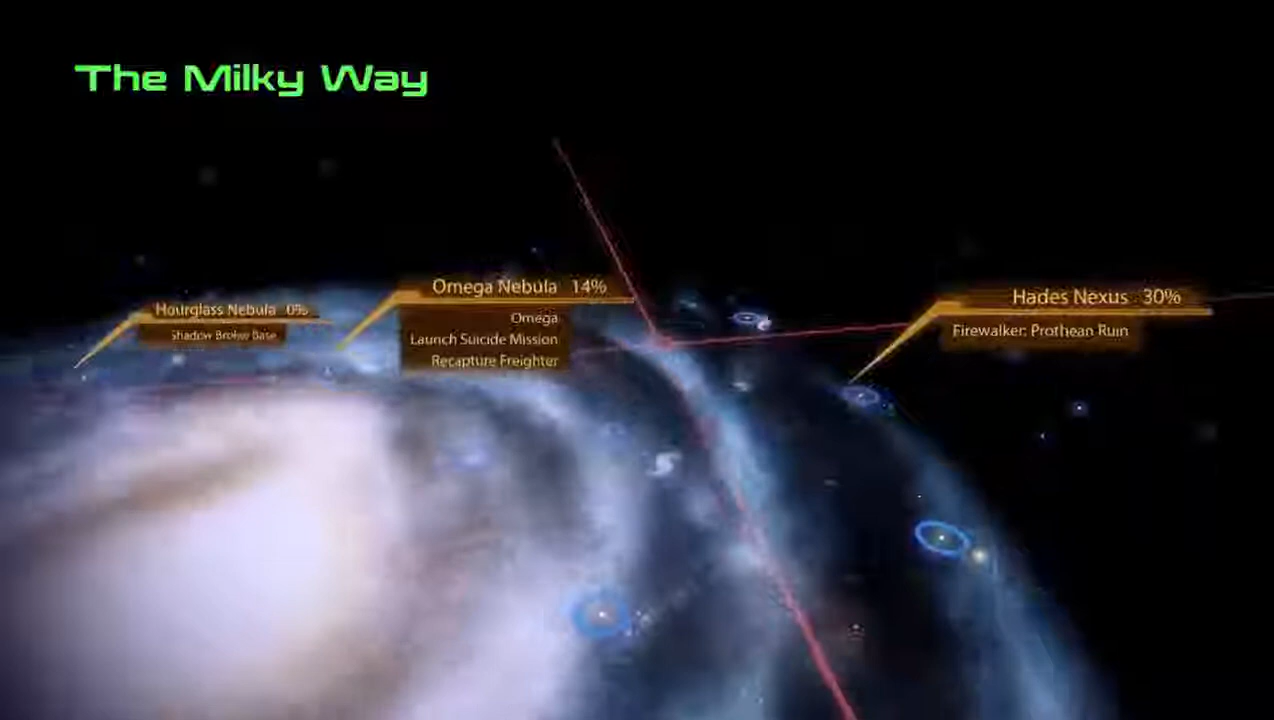 The Milky Way
Hourglass Nebula 0%
Shadow Broker Base
Omega Nebula 14%
Omega
Launch Suicide Mission
Recapture Freighter
Hades Nexus 30%
Firewalker: Prothean Ruin